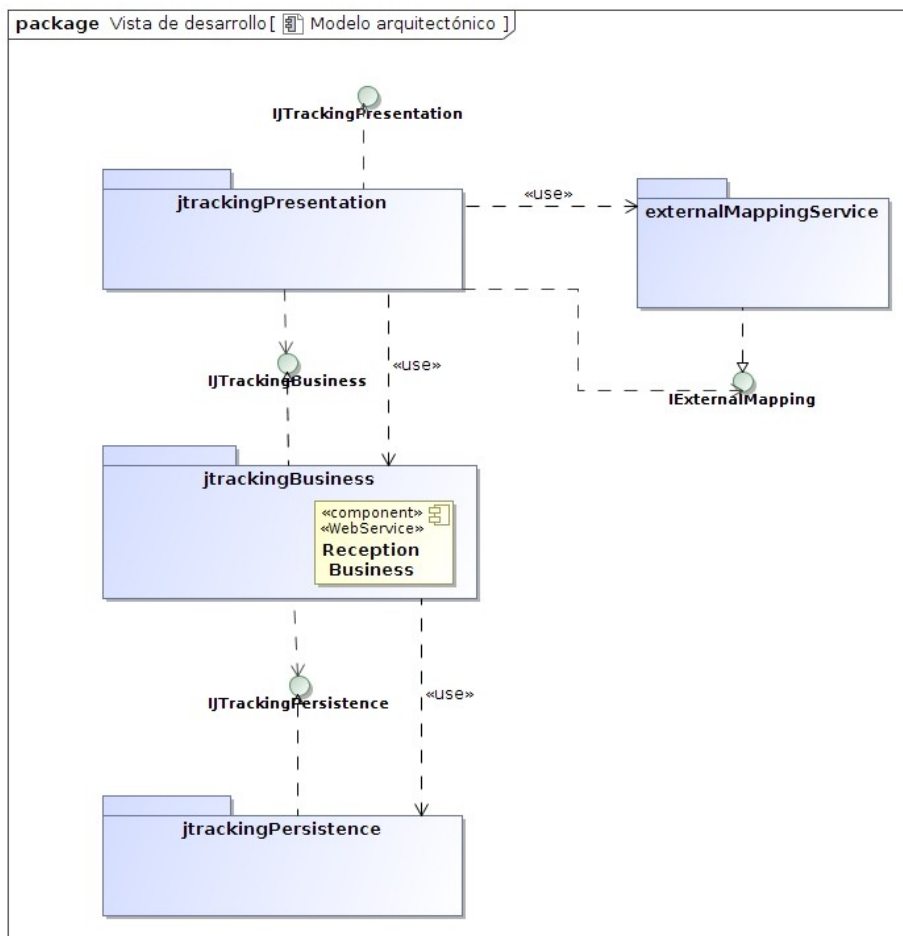 package Vista de desarrollo[ Modelo arquitectónico ]
IJTrackingPresentation
jtrackingPresentation
«use»
externalMappingService
IJTrackingBusiness
«use»
IExternalMapping
jtrackingBusiness
«component»
«WebService»
Reception
Business
IJTrackingPersistence
«use»
jtrackingPersistence